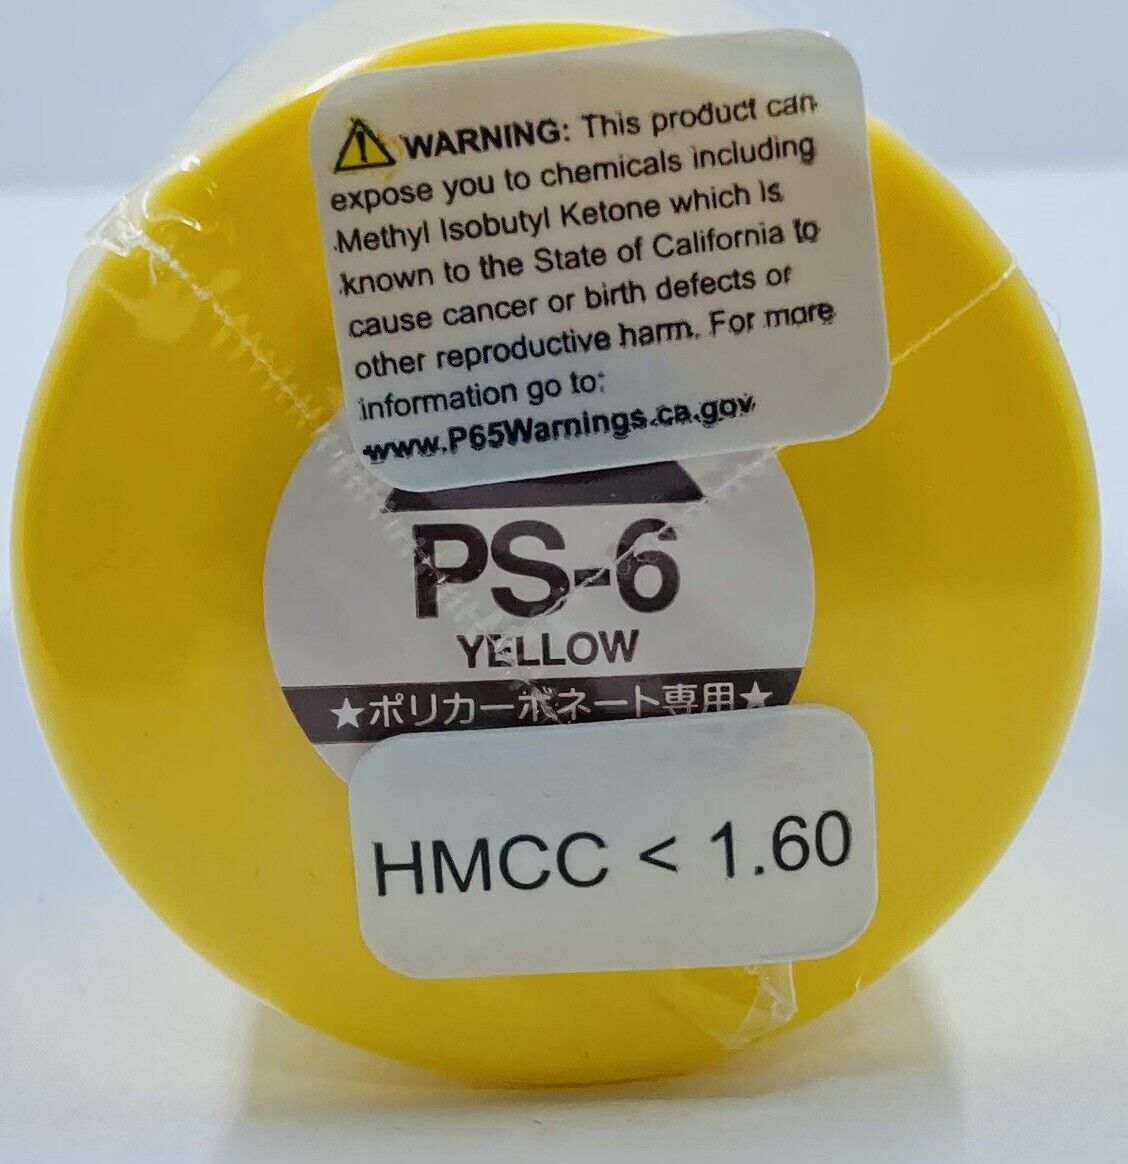 WARNING: This product can
expose you to chemicals including
Methyl Isobutyl Ketone which is
known to the State of California to
cause cancer or birth defects or
other reproductive harm. For more
information go to:
www.P65Warnings.ca.gov
PS-6
YELLOW
★ポリカーボネート専用★
HMCC < 1.60